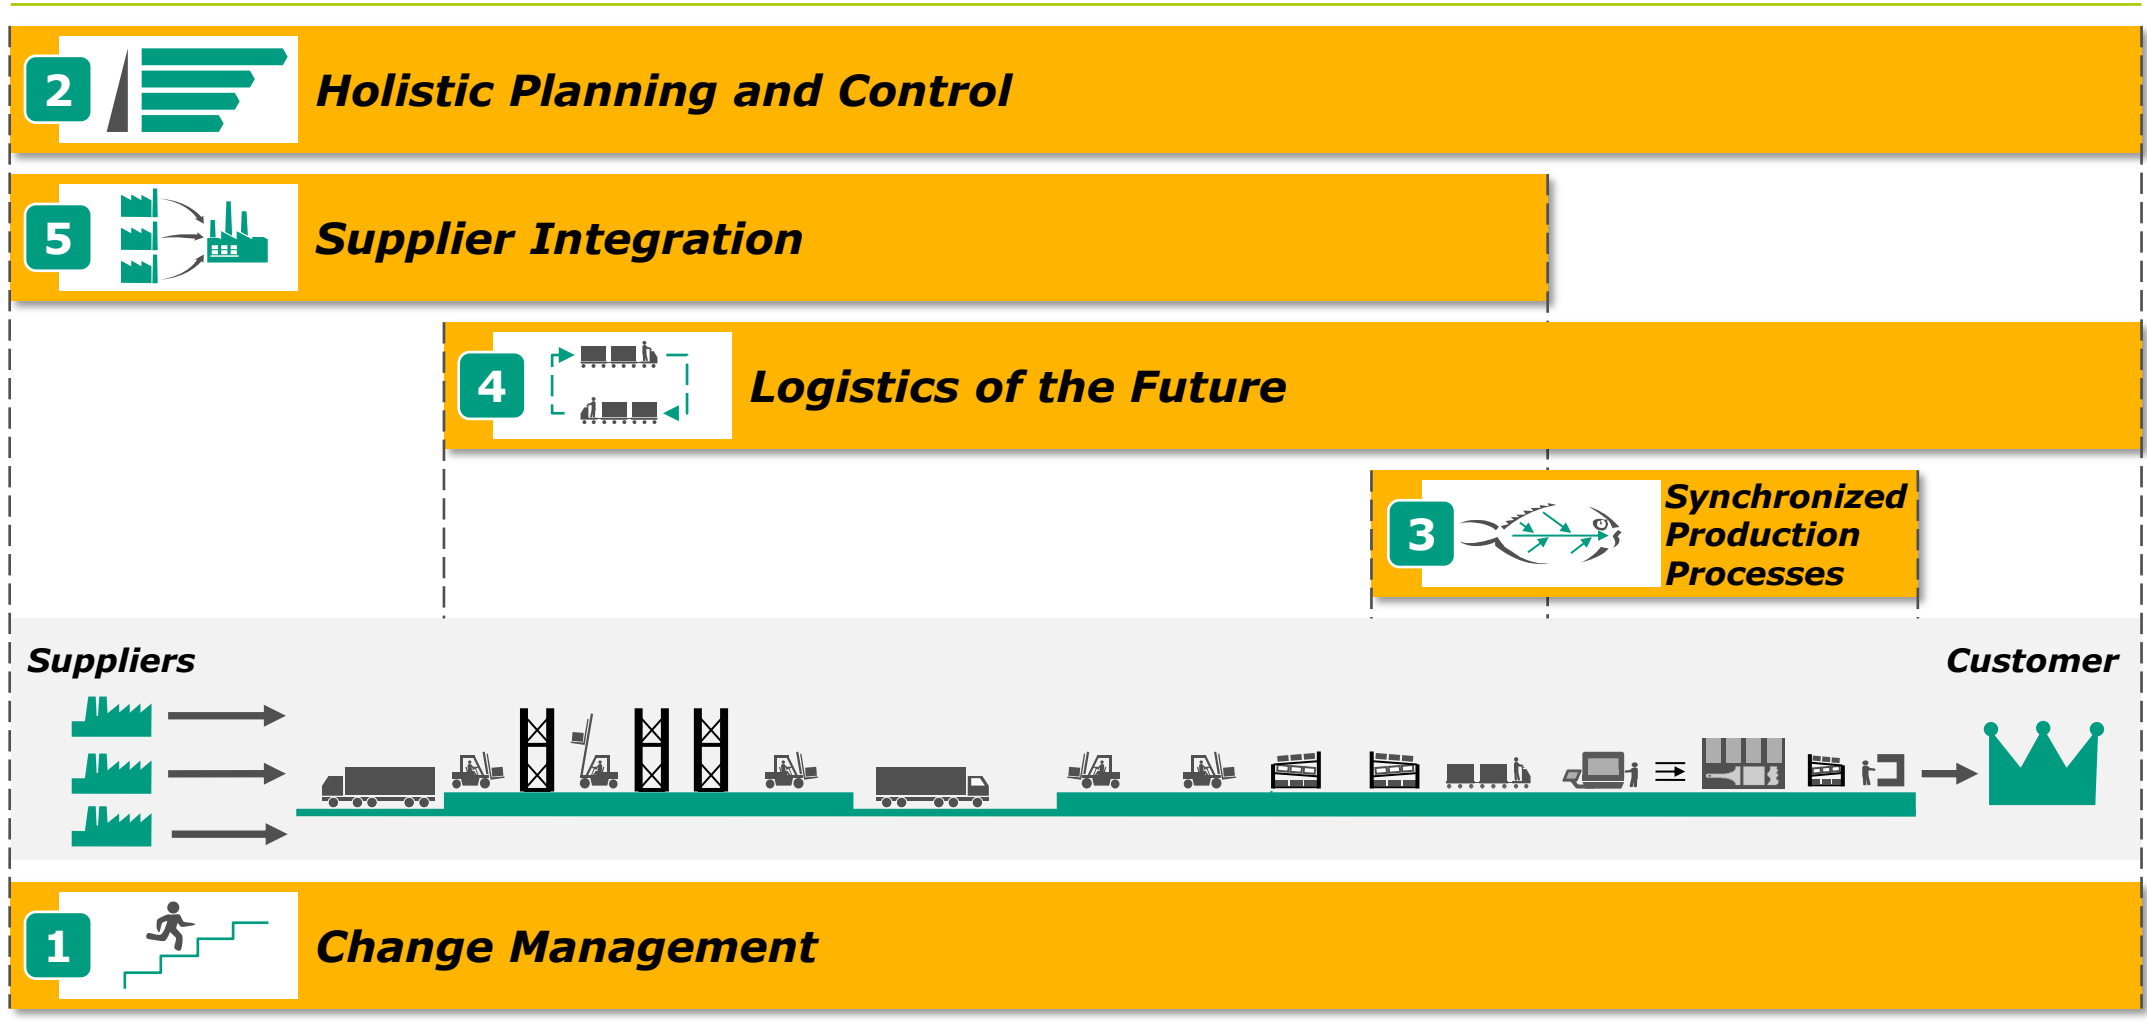 2
Holistic Planning and Control
5
Supplier Integration
4
Logistics of the Future
3
Synchronized
Production
Processes
Suppliers
Customer
1
Change Management